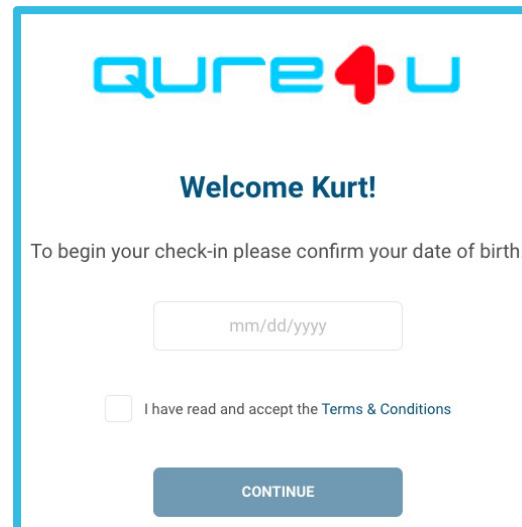 qure4u
Welcome Kurt!
To begin your check-in please confirm your date of birth
mm/dd/yyyy
I have read and accept the Terms & Conditions
CONTINUE